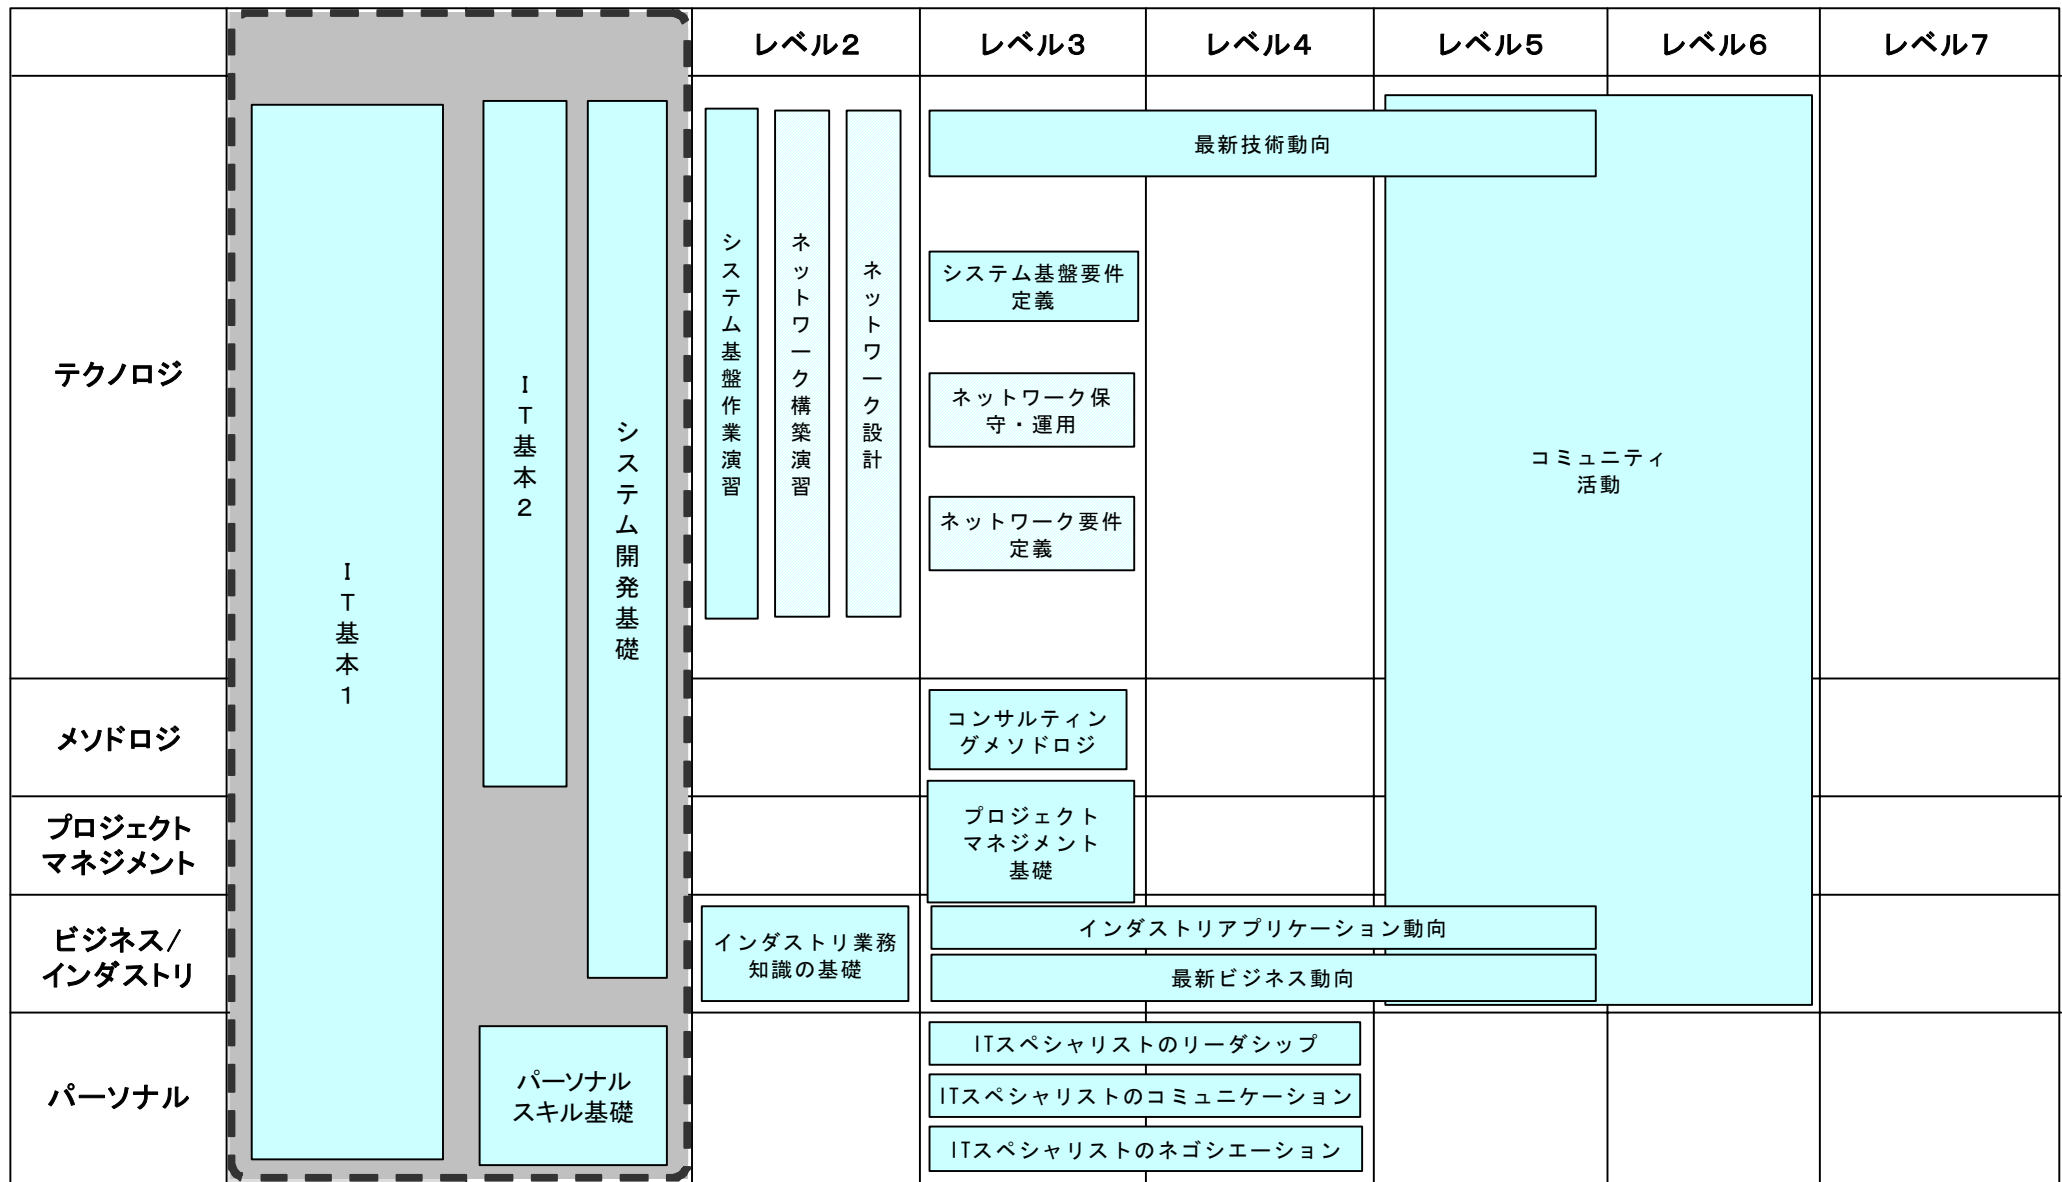 レベル2
レベル3
レベル4
レベル5
レベル6
レベル7
テクノロジ
メソドロジ
プロジェクト
マネジメント
ビジネス/
インダストリ
パーソナル
IT基本1
IT基本2
システム開発基礎
パーソナル
スキル基礎
システム基盤作業演習
ネットワーク構築演習
ネットワーク設計
最新技術動向
システム基盤要件
定義
ネットワーク保
守・運用
ネットワーク要件
定義
コミュニティ
活動
コンサルティン
グメソドロジ
プロジェクト
マネジメント
基礎
インダストリ業務
知識の基礎
インダストリアプリケーション動向
最新ビジネス動向
ITスペシャリストのリーダシップ
ITスペシャリストのコミュニケーション
ITスペシャリストのネゴシエーション